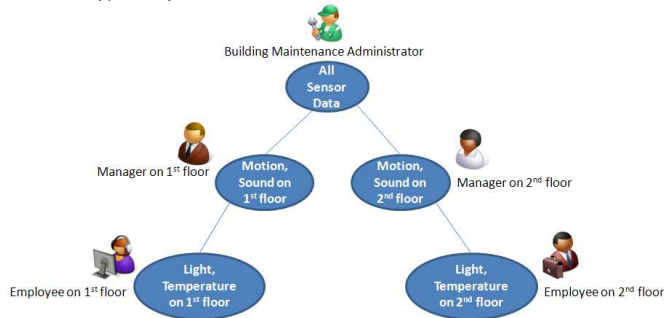 Building Maintenance Administrator
All
Sensor
Data
Manager on 1st floor
Motion,
Sound on
1st floor
Motion,
Sound on
2nd floor
Manager on 2nd floor
Employee on 1st floor
Light,
Temperature
on 1st floor
Light,
Temperature
on 2nd floor
Employee on 2nd floor